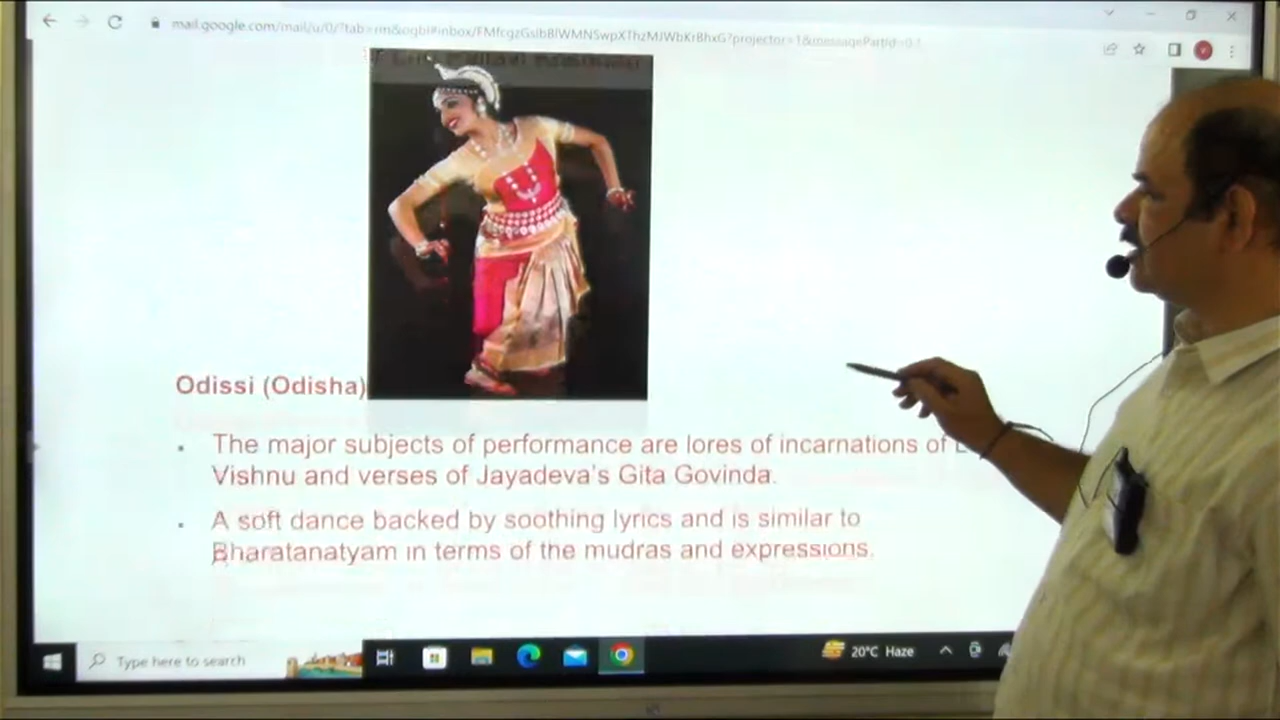 Odissi (Odisha)
The major subjects of performance are lores of incarnations of
Vishnu and verses of Jayadeva's Gita Govinda.
A soft dance backed by soothing lyrics and is similar to
Bharatanatyam in terms of the mudras and expressions.
Type here to search
20°C Haze